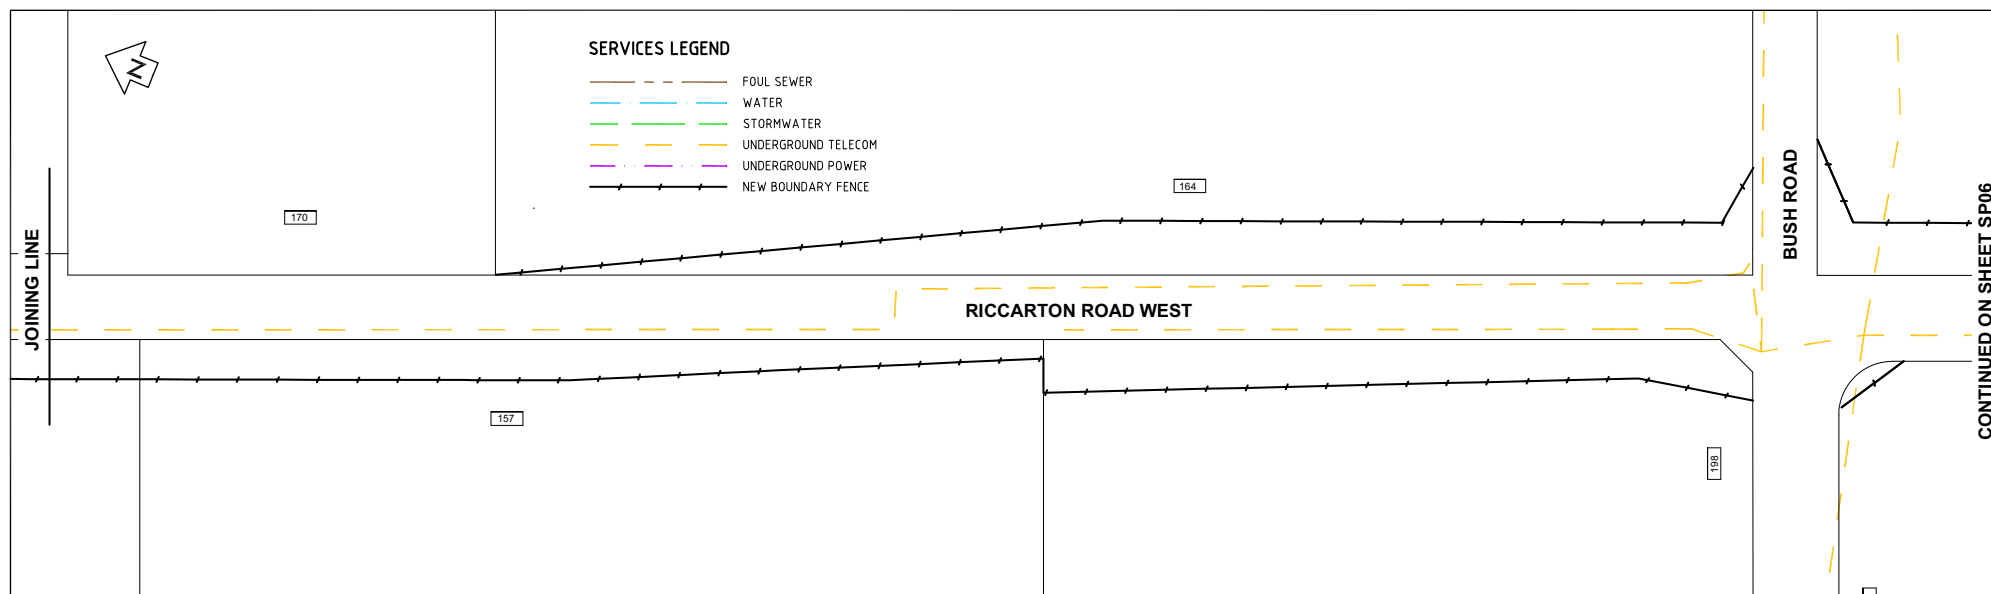 N
SERVICES LEGEND
FOUL SEWER
WATER
STORMWATER
UNDERGROUND TELECOM
UNDERGROUND POWER
NEW BOUNDARY FENCE
170
164
BUSH ROAD
JOINING LINE
RICCARTON ROAD WEST
CONTINUED ON SHEET SP06
157
198